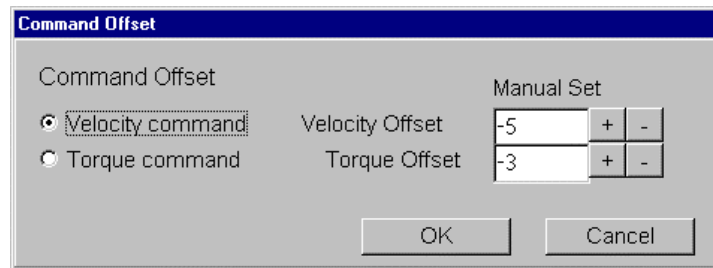 Command Offset
Command Offset
Manual Set
Velocity command Velocity Offset -5 + -
Torque command Torque Offset -3 + -
OK Cancel